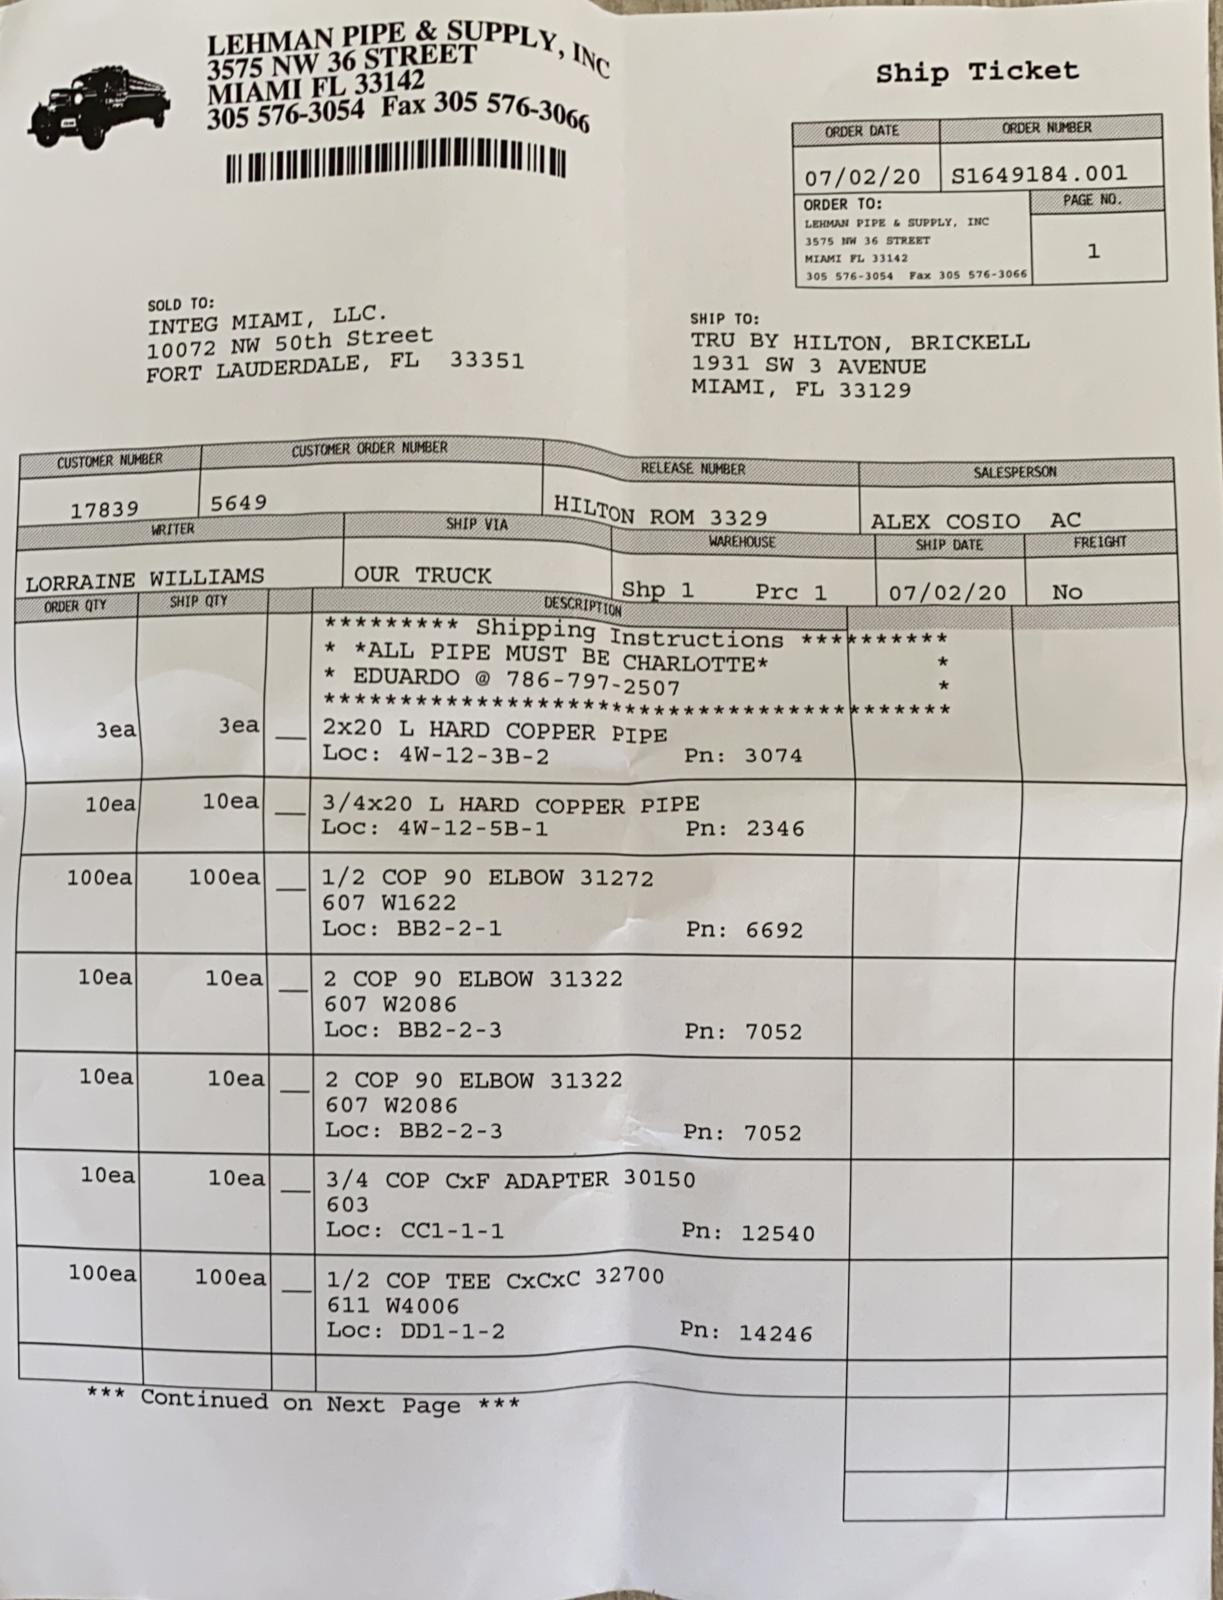 LEHMAN PIPE & SUPPLY, INC
3575 NW 36 STREET
MIAMI FL 33142
305 576-3054 Fax 305 576-3066
Ship Ticket
ORDER DATE ORDER NUMBER
07/02/20 S1649184.001
ORDER TO: PAGE NO.
LEHMAN PIPE & SUPPLY, INC
3575 NW 36 STREET
MIAMI FL 33142
305 576-3054 Fax 305 576-3066
1
SOLD TO:
INTEG MIAMI, LLC.
10072 NW 50th Street
FORT LAUDERDALE, FL 33351
SHIP TO:
TRU BY HILTON, BRICKELL
1931 SW 3 AVENUE
MIAMI, FL 33129
CUSTOMER NUMBER CUSTOMER ORDER NUMBER RELEASE NUMBER SALESPERSON
17839 5649 HILTON ROM 3329 ALEX COSIO AC
WRITER SHIP VIA WAREHOUSE SHIP DATE FREIGHT
LORRAINE WILLIAMS OUR TRUCK Shp 1 Prc 1 07/02/20 No
ORDER QTY SHIP QTY DESCRIPTION
********* Shipping Instructions **********
* *ALL PIPE MUST BE CHARLOTTE* *
* EDUARDO @ 786-797-2507 *
******************************************
3ea 3ea 2x20 L HARD COPPER PIPE
Loc: 4W-12-3B-2 Pn: 3074
10ea 10ea 3/4x20 L HARD COPPER PIPE
Loc: 4W-12-5B-1 Pn: 2346
100ea 100ea 1/2 COP 90 ELBOW 31272
607 W1622
Loc: BB2-2-1 Pn: 6692
10ea 10ea 2 COP 90 ELBOW 31322
607 W2086
Loc: BB2-2-3 Pn: 7052
10ea 10ea 2 COP 90 ELBOW 31322
607 W2086
Loc: BB2-2-3 Pn: 7052
10ea 10ea 3/4 COP CxF ADAPTER 30150
603
Loc: CC1-1-1 Pn: 12540
100ea 100ea 1/2 COP TEE CxCxC 32700
611 W4006
Loc: DD1-1-2 Pn: 14246
*** Continued on Next Page ***